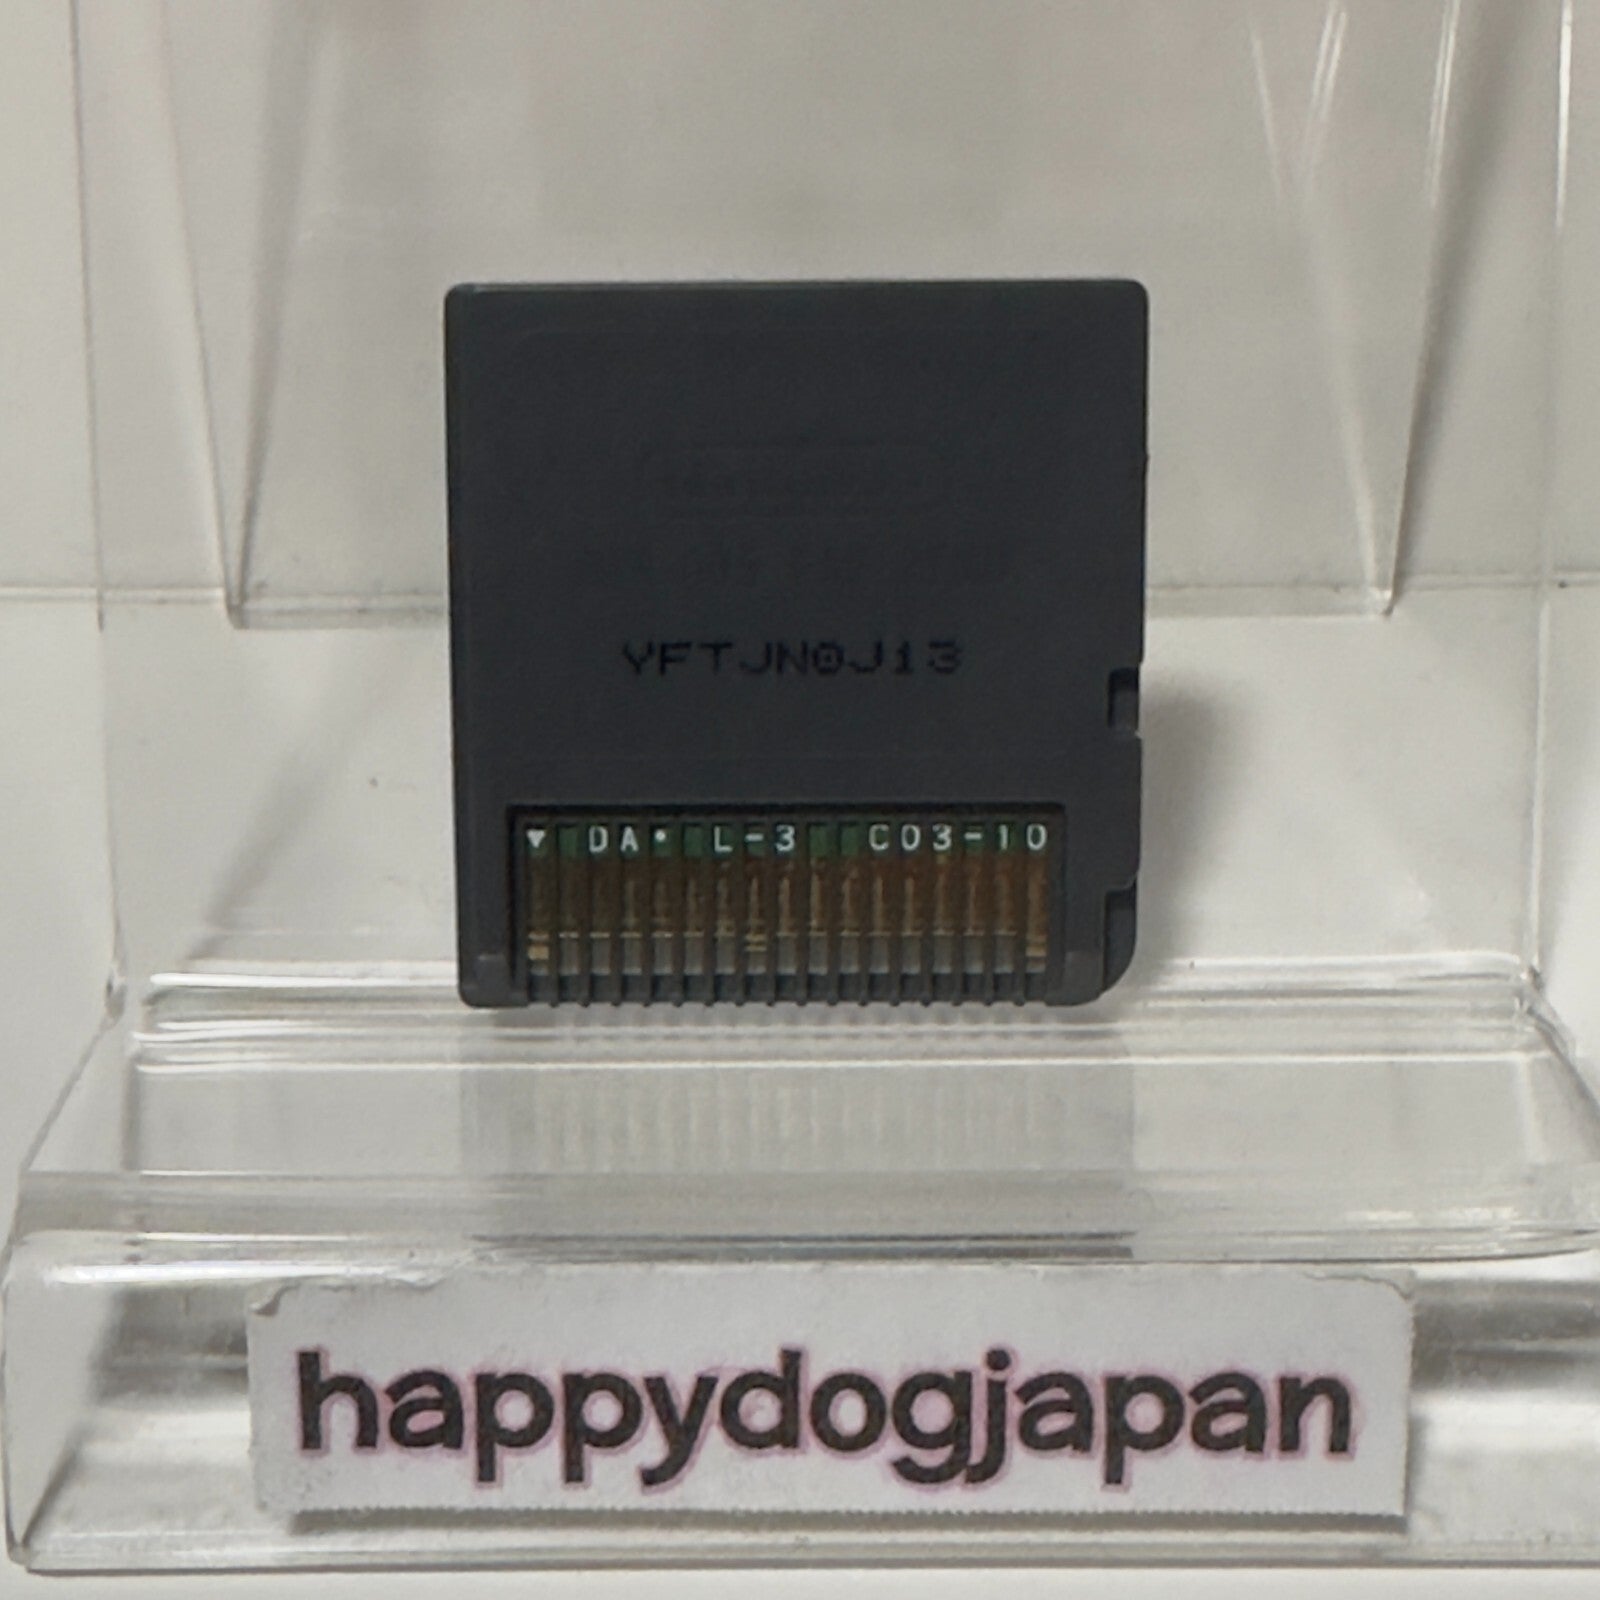 YFTJN0J13
▼ DA• L-3 C03-10
happydogjapan